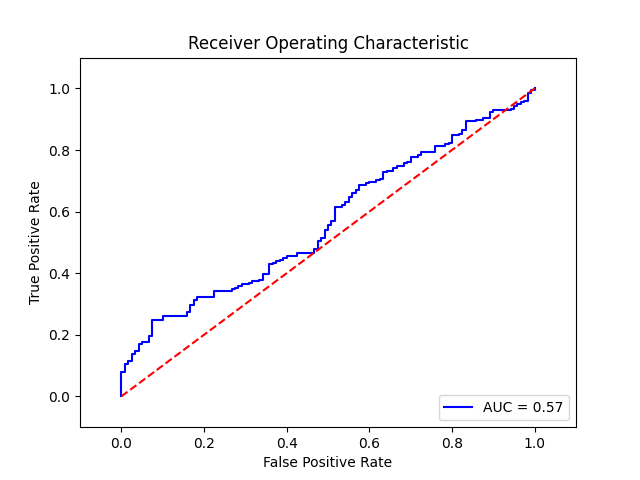 Receiver Operating Characteristic
True Positive Rate
1.0
0.8
0.6
0.4
0.2
0.0
AUC = 0.57
0.0 0.2 0.4 0.6 0.8 1.0
False Positive Rate